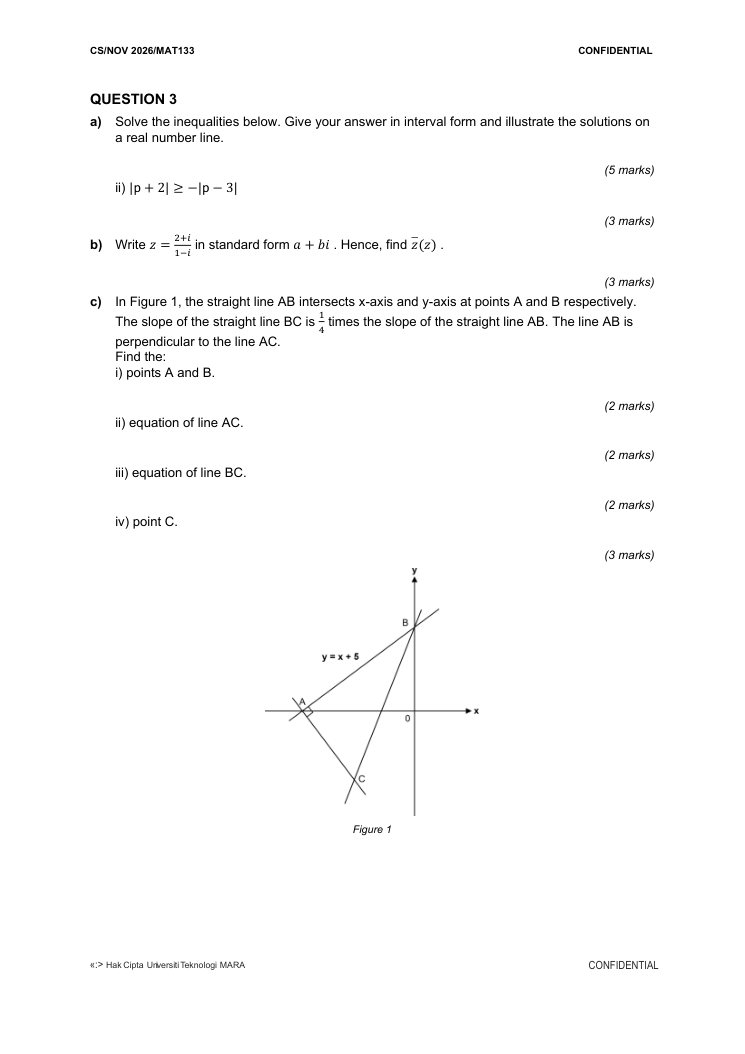 CS/NOV 2026/MAT133 CONFIDENTIAL
QUESTION 3
a) Solve the inequalities below. Give your answer in interval form and illustrate the solutions on
a real number line.
(5 marks)
ii) |p + 2| ≥ −|p − 3|
(3 marks)
b) Write z = (2+i)/(1−i) in standard form a + bi . Hence, find z̅(z) .
(3 marks)
c) In Figure 1, the straight line AB intersects x-axis and y-axis at points A and B respectively.
The slope of the straight line BC is 1/4 times the slope of the straight line AB. The line AB is
perpendicular to the line AC.
Find the:
i) points A and B.
(2 marks)
ii) equation of line AC.
(2 marks)
iii) equation of line BC.
(2 marks)
iv) point C.
(3 marks)
y
B
y = x + 5
A
x
0
C
Figure 1
«:> Hak Cipta Universiti Teknologi MARA CONFIDENTIAL